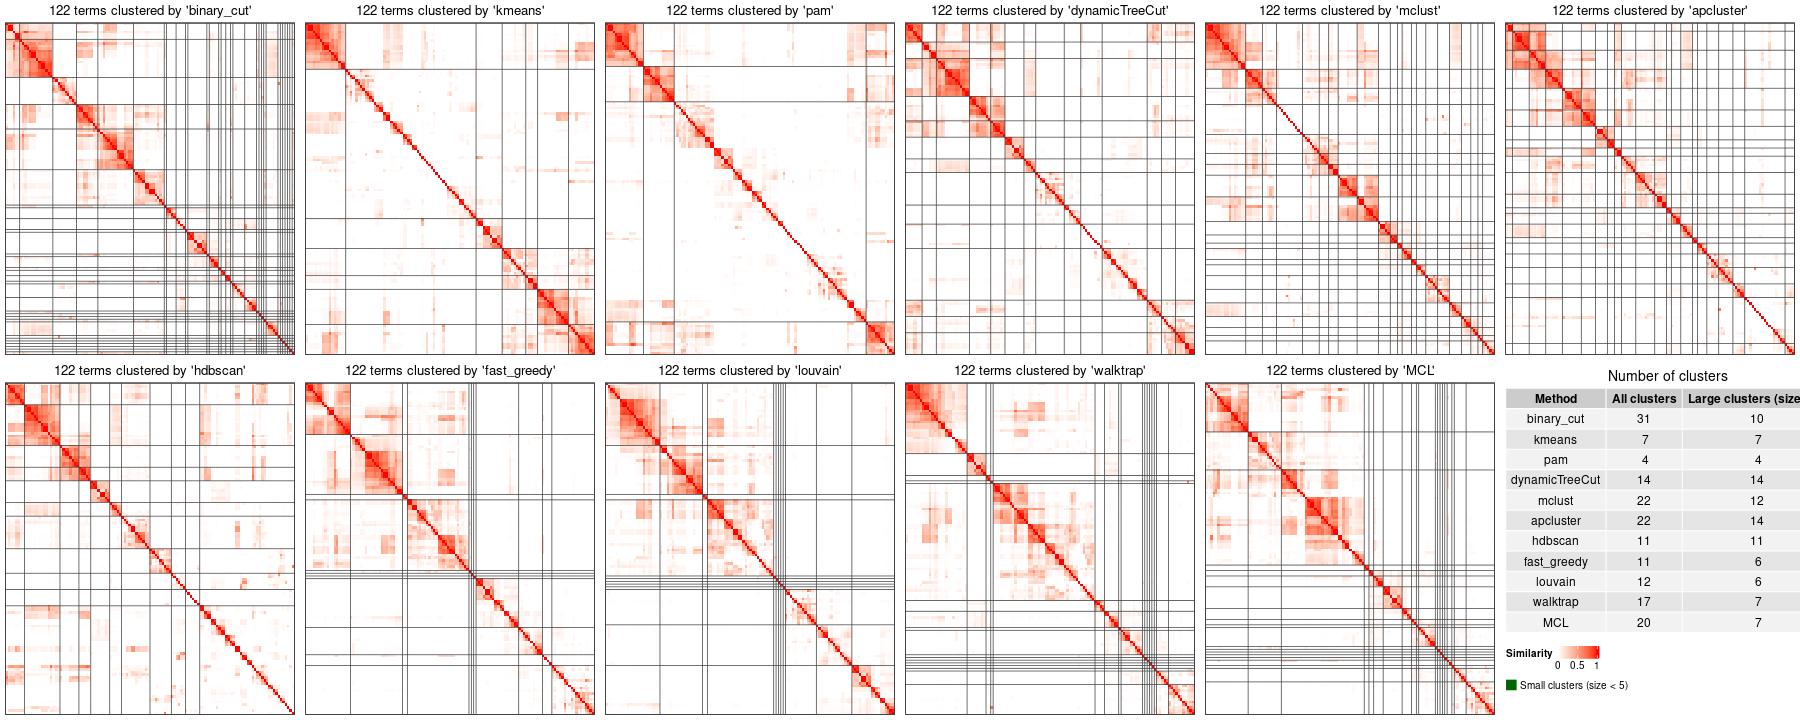 122 terms clustered by 'binary_cut'
122 terms clustered by 'kmeans'
122 terms clustered by 'pam'
122 terms clustered by 'dynamicTreeCut'
122 terms clustered by 'mclust'
122 terms clustered by 'apcluster'
122 terms clustered by 'hdbscan'
122 terms clustered by 'fast_greedy'
122 terms clustered by 'louvain'
122 terms clustered by 'walktrap'
122 terms clustered by 'MCL'
Number of clusters
Method All clusters Large clusters (size
binary_cut 31 10
kmeans 7 7
pam 4 4
dynamicTreeCut 14 14
mclust 22 12
apcluster 22 14
hdbscan 11 11
fast_greedy 11 6
louvain 12 6
walktrap 17 7
MCL 20 7
Similarity
0 0.5 1
Small clusters (size < 5)